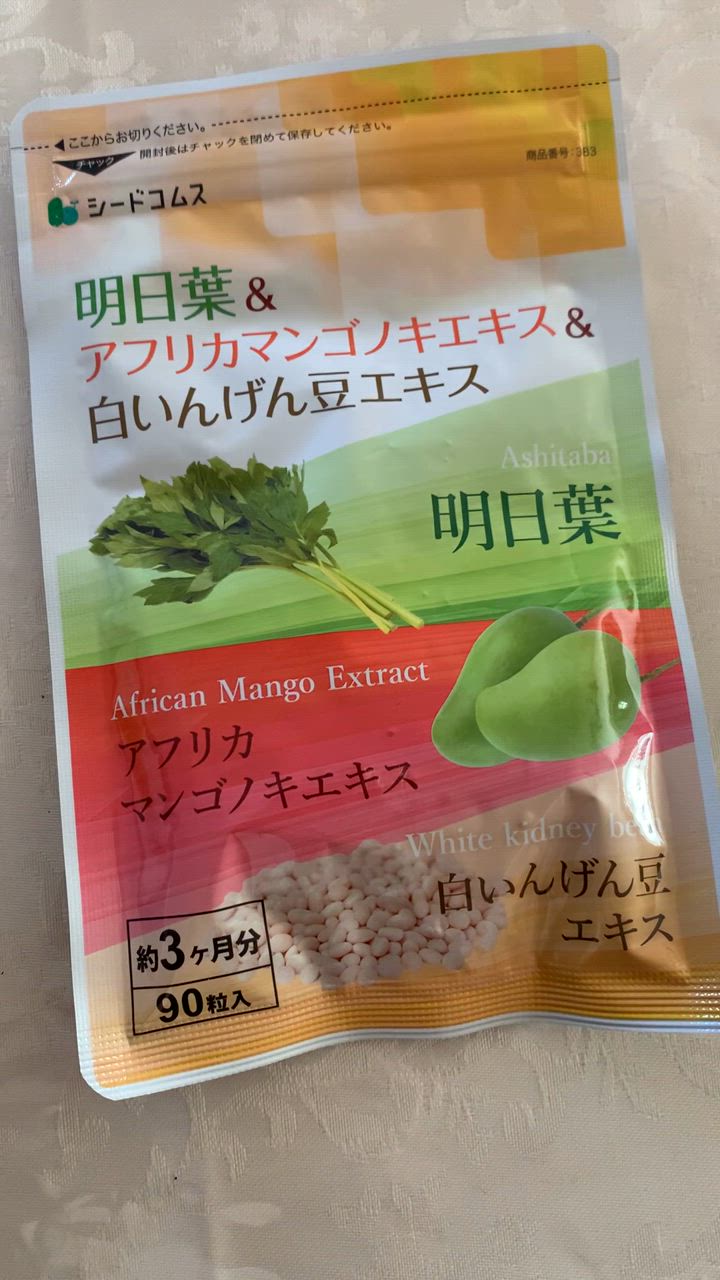 ◀ここからお切りください。
チャック 開封後はチャックを閉めて保存してください。
商品番号:383
シードコムス
明日葉&
アフリカマンゴノキエキス&
白いんげん豆エキス
Ashitaba
明日葉
African Mango Extract
アフリカ
マンゴノキエキス
White kidney bean
白いんげん豆
エキス
約3ヶ月分
90粒入